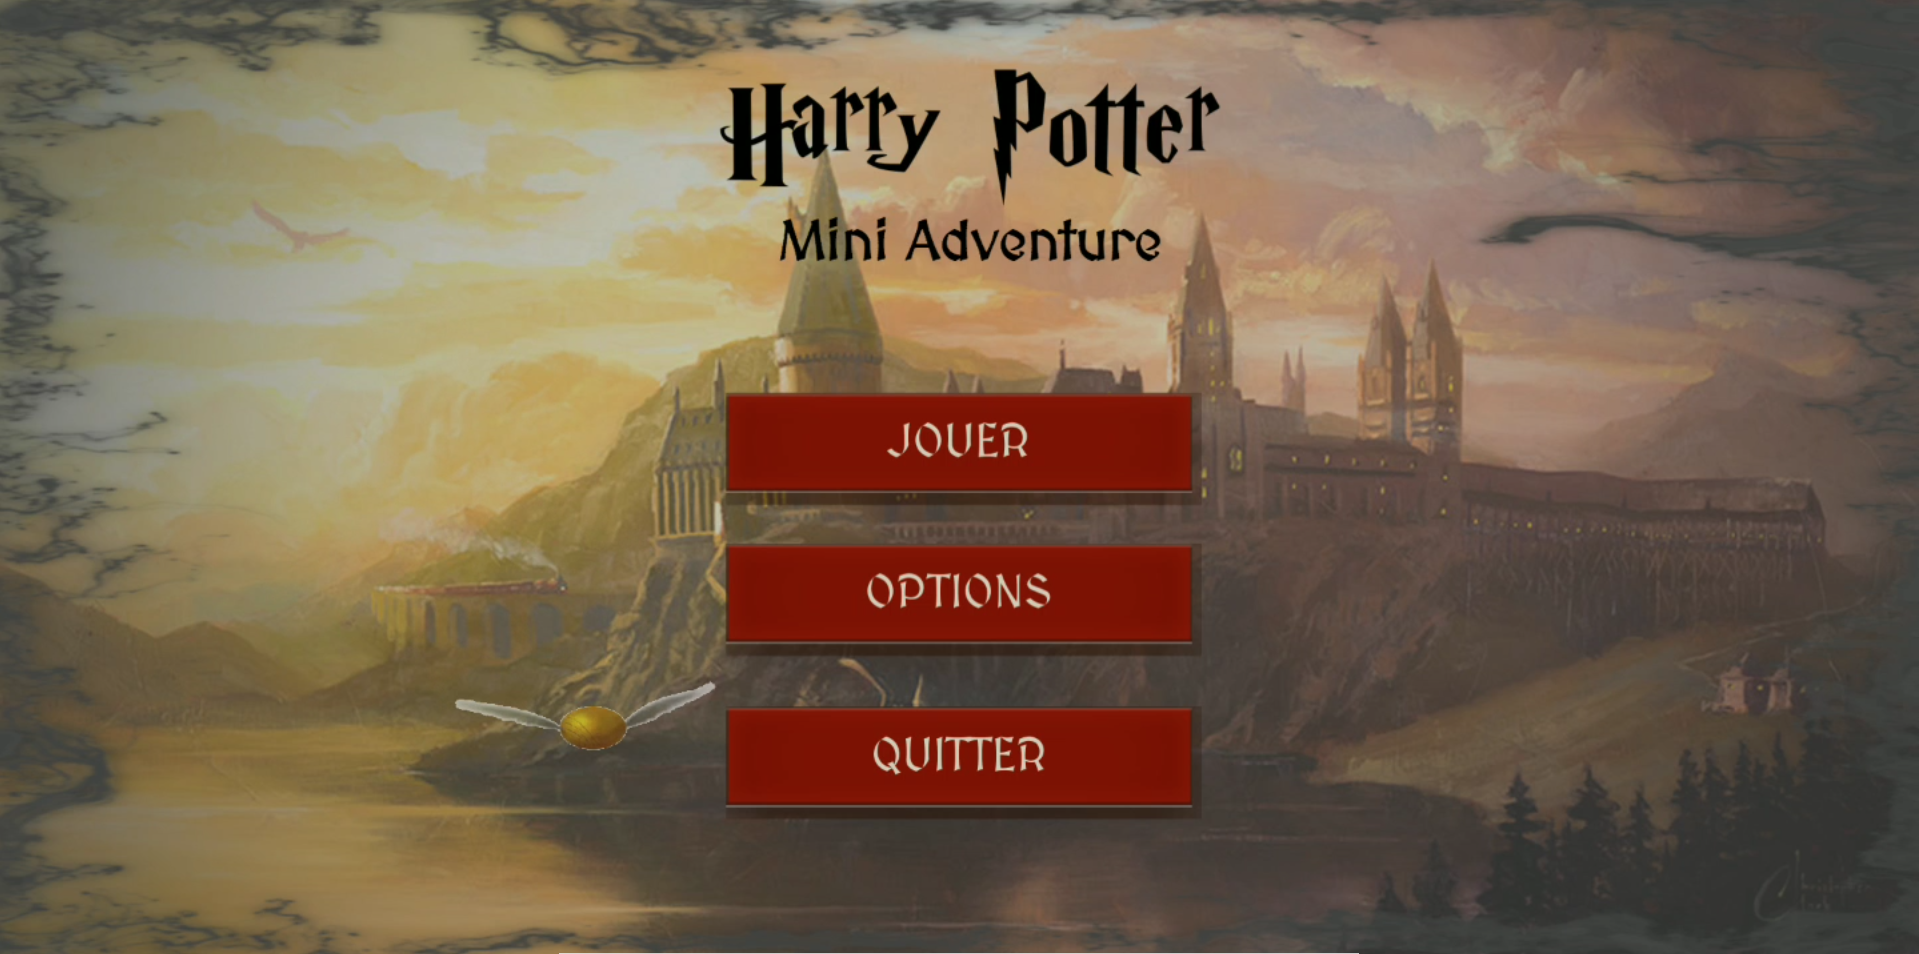 Harry Potter
Mini Adventure
JOUER
OPTIONS
QUITTER